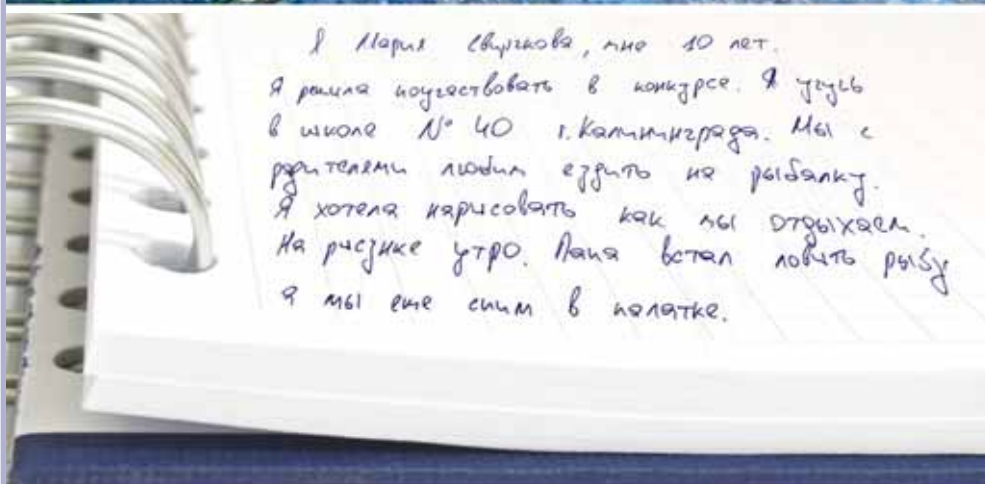 Я Мария Свиргкова, мне 10 лет.
Я решила поучаствовать в конкурсе. Я учусь
в школе № 40 г. Калининграда. Мы с
родителями любим ездить на рыбалку.
Я хотела нарисовать как мы отдыхаем.
На рисунке утро. Папа встал ловить рыбу
а мы еще спим в палатке.